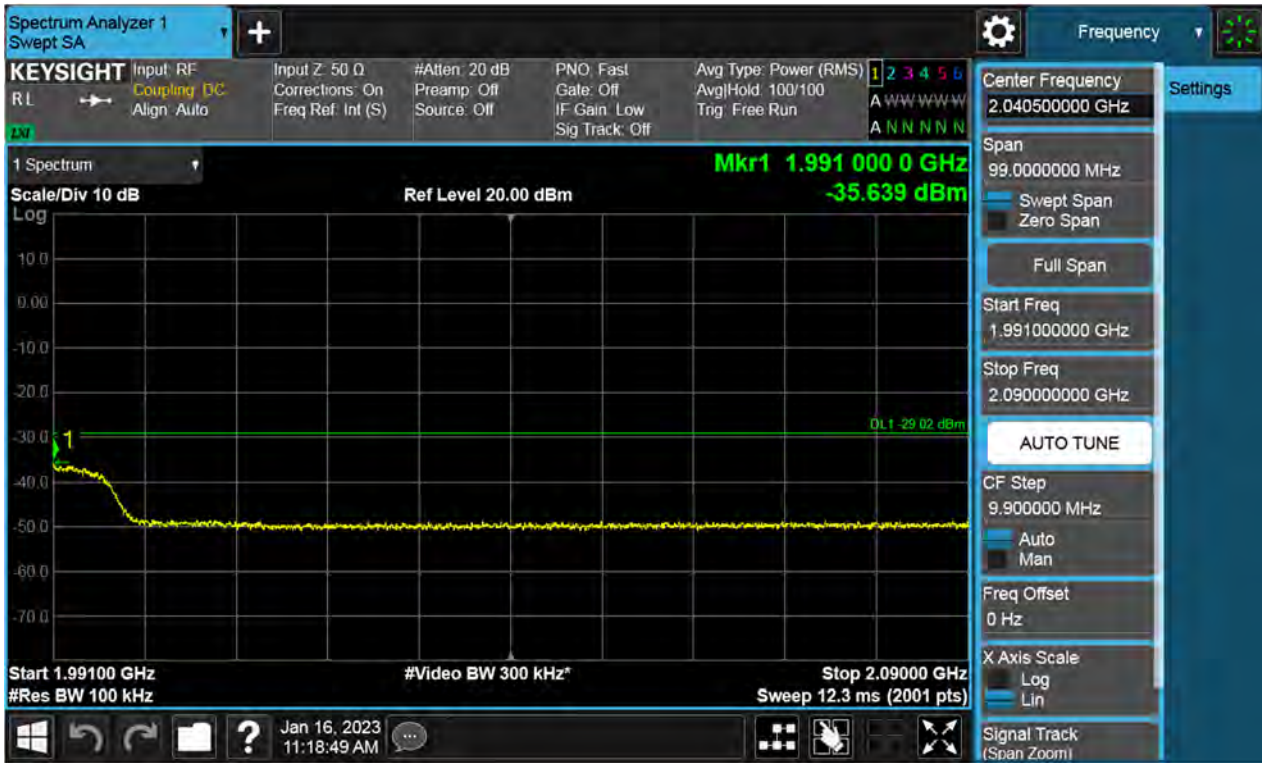 Spectrum Analyzer 1
Swept SA
+
Frequency
KEYSIGHT
RL
LXI
Input: RF
Coupling: DC
Align: Auto
Input Z: 50 Ω
Corrections: On
Freq Ref: Int (S)
#Atten: 20 dB
Preamp: Off
Source: Off
PNO: Fast
Gate: Off
IF Gain: Low
Sig Track: Off
Avg Type: Power (RMS)
Avg|Hold: 100/100
Trig: Free Run
1 2 3 4 5 6
A W W W W W
A N N N N N
1 Spectrum
Scale/Div 10 dB
Ref Level 20.00 dBm
Mkr1 1.991 000 0 GHz
-35.639 dBm
Log
10.0
0.00
-10.0
-20.0
-30.0
-40.0
-50.0
-60.0
-70.0
1
DL1 -29.02 dBm
Start 1.99100 GHz
#Video BW 300 kHz*
Stop 2.09000 GHz
#Res BW 100 kHz
Sweep 12.3 ms (2001 pts)
Center Frequency
2.040500000 GHz
Settings
Span
99.0000000 MHz
Swept Span
Zero Span
Full Span
Start Freq
1.991000000 GHz
Stop Freq
2.090000000 GHz
AUTO TUNE
CF Step
9.900000 MHz
Auto
Man
Freq Offset
0 Hz
X Axis Scale
Log
Lin
Signal Track
(Span Zoom)
?
Jan 16, 2023
11:18:49 AM